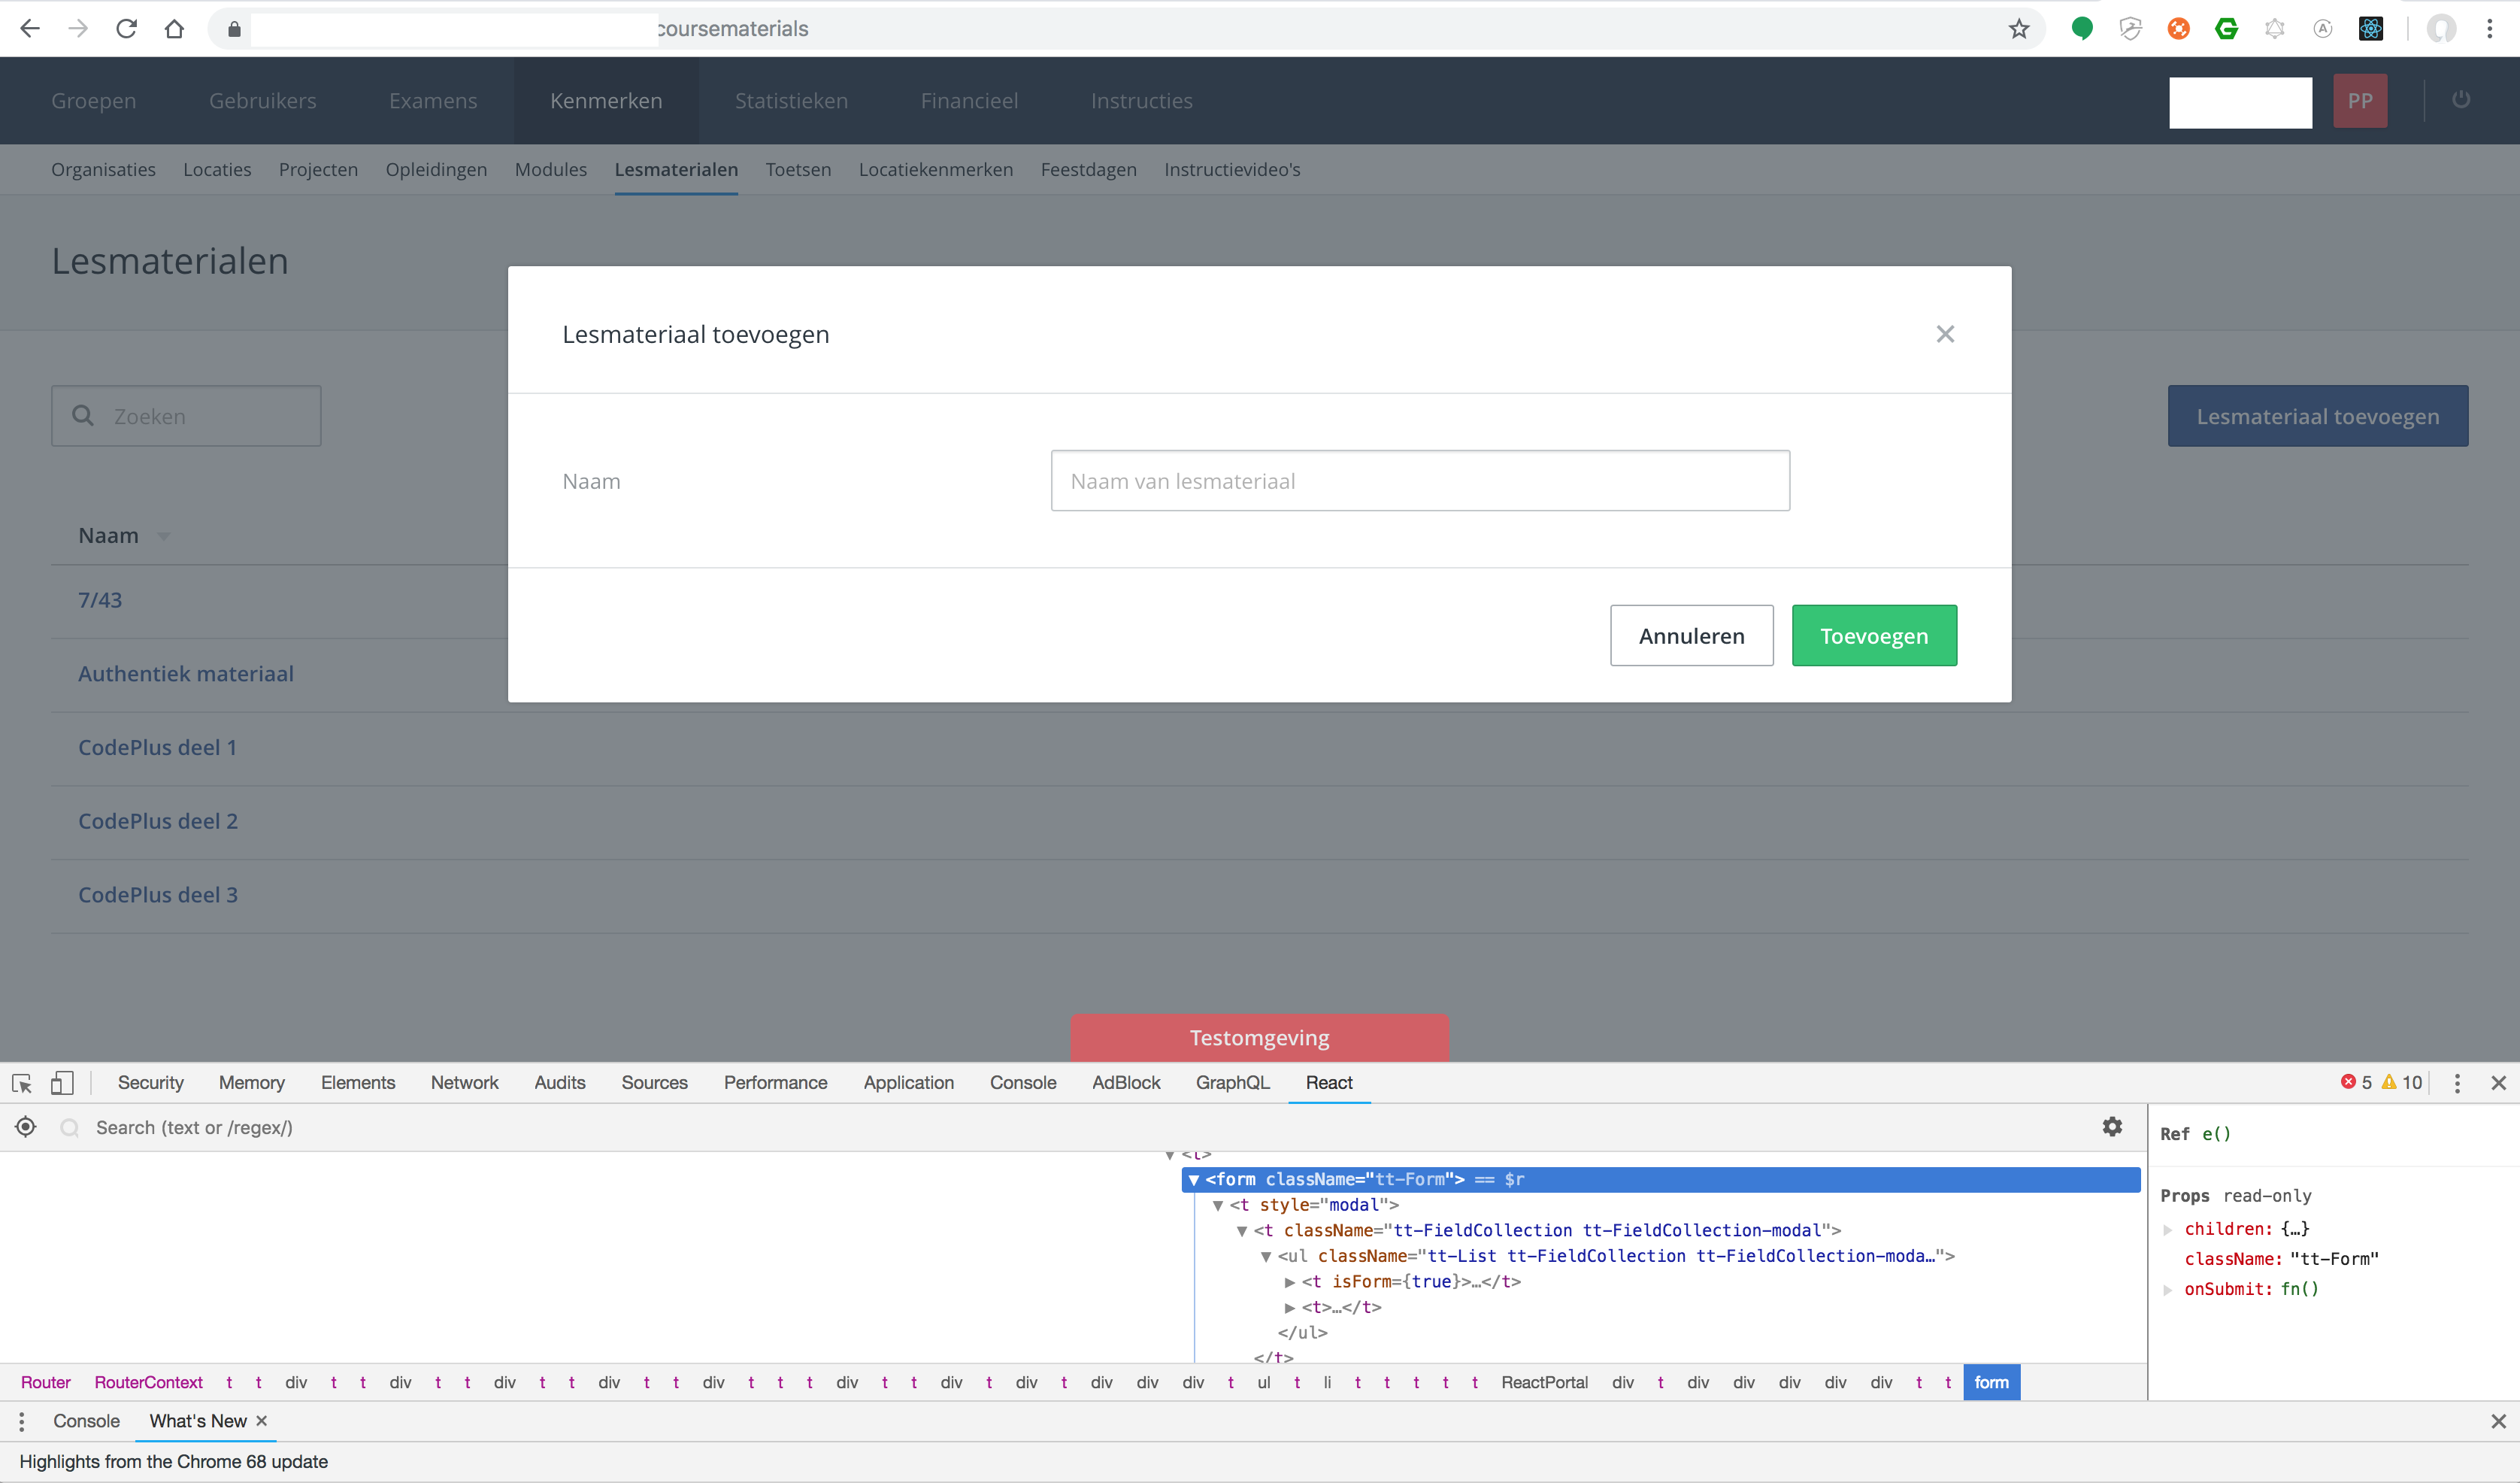 coursematerials
Groepen Gebruikers Examens Kenmerken Statistieken Financieel Instructies PP
Organisaties Locaties Projecten Opleidingen Modules Lesmaterialen Toetsen Locatiekenmerken Feestdagen Instructievideo's
Lesmaterialen
Lesmateriaal toevoegen
Zoeken
Lesmateriaal toevoegen
Naam
Naam van lesmateriaal
Naam
7/43
Annuleren
Toevoegen
Authentiek materiaal
CodePlus deel 1
CodePlus deel 2
CodePlus deel 3
Testomgeving
Security Memory Elements Network Audits Sources Performance Application Console AdBlock GraphQL React 5 10
Search (text or /regex/)
Ref e()
▼<t>
▼<form className="tt-Form"> == $r
▼<t style="modal">
▼<t className="tt-FieldCollection tt-FieldCollection-modal">
▼<ul className="tt-List tt-FieldCollection tt-FieldCollection-moda…">
▶<t isForm={true}>…</t>
▶<t>…</t>
</ul>
</t>
Props read-only
children: {…}
className: "tt-Form"
onSubmit: fn()
Router RouterContext t t div t t div t t div t t div t t div t t t div t t div t div t div div div t ul t li t t t t t ReactPortal div t div div div div div t t form
Console What's New ×
Highlights from the Chrome 68 update